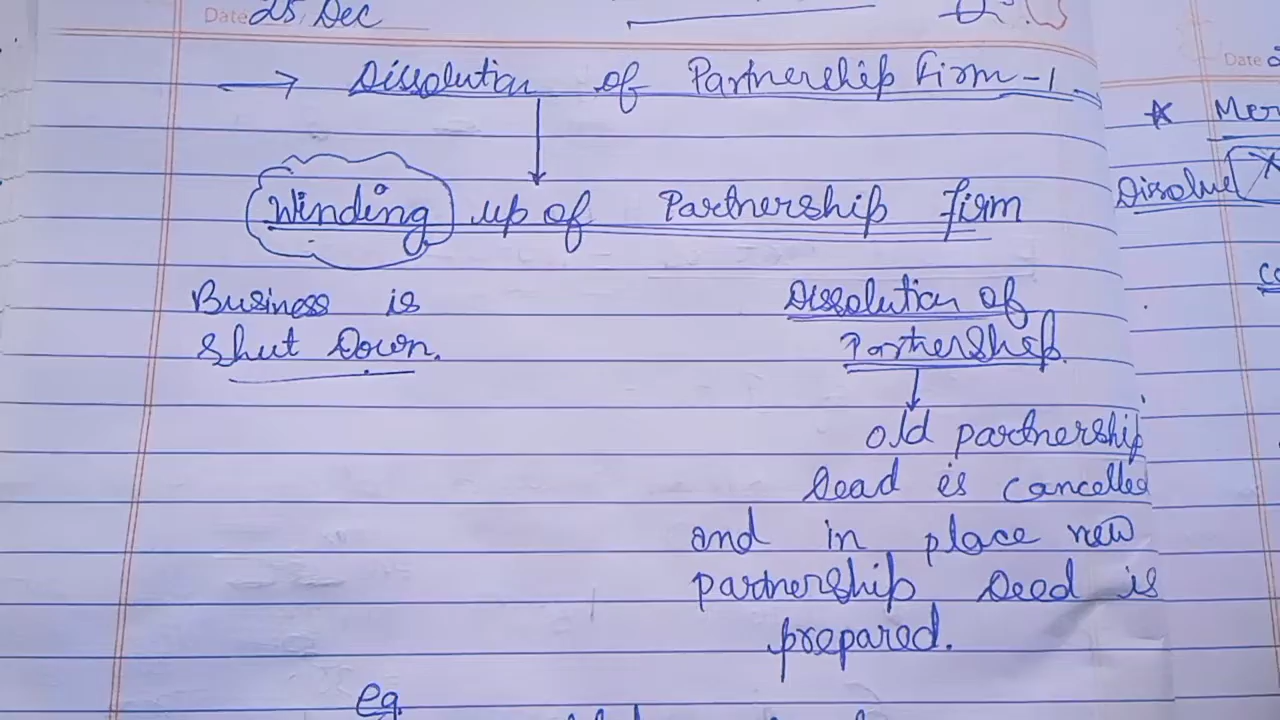 Date 25, Dec
→ Dissolution of Partnership Firm-1
Winding up of Partnership firm
Business is
Shut Down.
Dissolution of
Partnership.
old partnership
Dead is cancelled
and in place new
partnership Deed is
prepared.
eg.
Date
* Mer
Dissolve